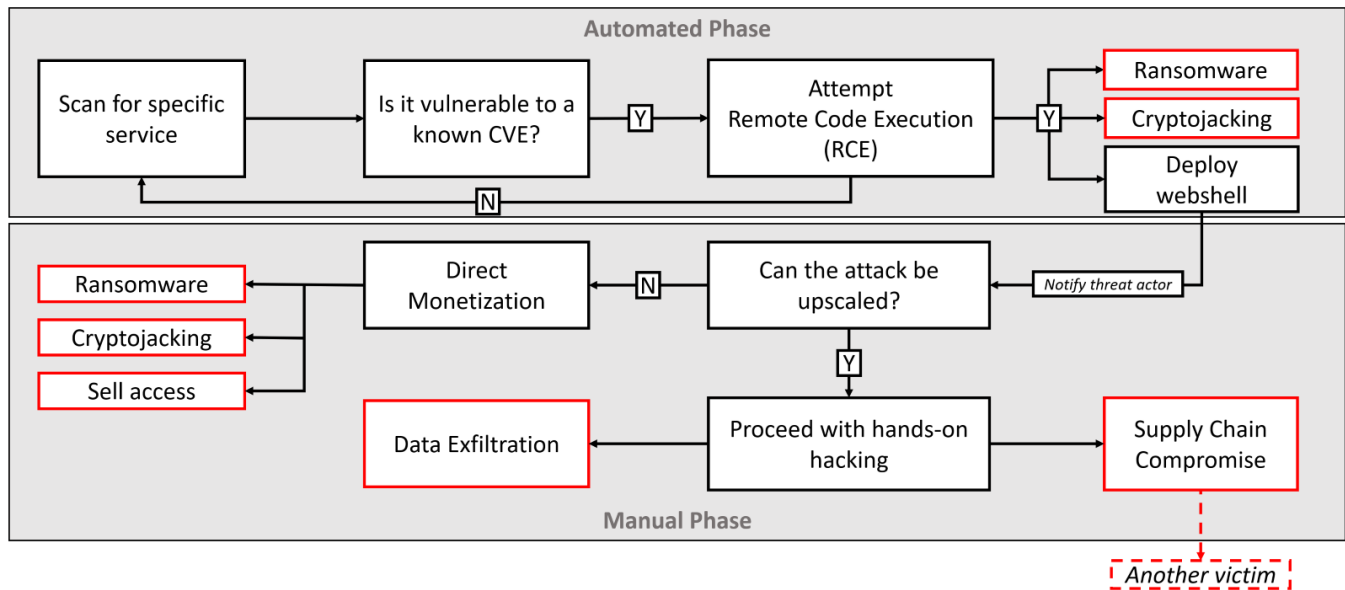 Automated Phase
Scan for specific
service
Is it vulnerable to a
known CVE?
Y
Attempt
Remote Code Execution
(RCE)
Y
Ransomware
Cryptojacking
Deploy
webshell
N
Notify threat actor
Can the attack be
upscaled?
N
Direct
Monetization
Ransomware
Cryptojacking
Sell access
Y
Proceed with hands-on
hacking
Data Exfiltration
Supply Chain
Compromise
Manual Phase
Another victim